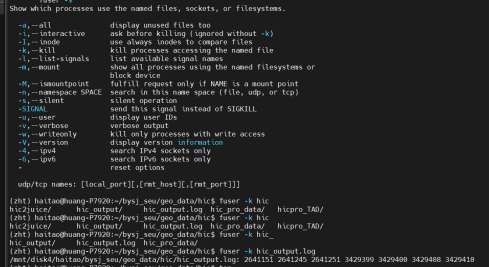 fuser -V
Show which processes use the named files, sockets, or filesystems.
-a,--all display unused files too
-i,--interactive ask before killing (ignored without -k)
-I,--inode use always inodes to compare files
-k,--kill kill processes accessing the named file
-l,--list-signals list available signal names
-m,--mount show all processes using the named filesystems or
block device
-M,--ismountpoint fulfill request only if NAME is a mount point
-n,--namespace SPACE search in this name space (file, udp, or tcp)
-s,--silent silent operation
-SIGNAL send this signal instead of SIGKILL
-u,--user display user IDs
-v,--verbose verbose output
-w,--writeonly kill only processes with write access
-V,--version display version information
-4,--ipv4 search IPv4 sockets only
-6,--ipv6 search IPv6 sockets only
- reset options
udp/tcp names: [local_port][,[rmt_host][,[rmt_port]]]
(zht) haitao@huang-P7920:~/bysj_seu/geo_data/hic$ fuser -k hic
hic2juice/ hic_output/ hic_output.log hic_pro_data/ hicpro_TAD/
(zht) haitao@huang-P7920:~/bysj_seu/geo_data/hic$ fuser -k hic
hic2juice/ hic_output/ hic_output.log hic_pro_data/ hicpro_TAD/
(zht) haitao@huang-P7920:~/bysj_seu/geo_data/hic$ fuser -k hic_
hic_output/ hic_output.log hic_pro_data/
(zht) haitao@huang-P7920:~/bysj_seu/geo_data/hic$ fuser -k hic_output.log
/mnt/disk4/haitao/bysj_seu/geo_data/hic/hic_output.log: 2641151 2641245 2641251 3429399 3429400 3429408 3429410